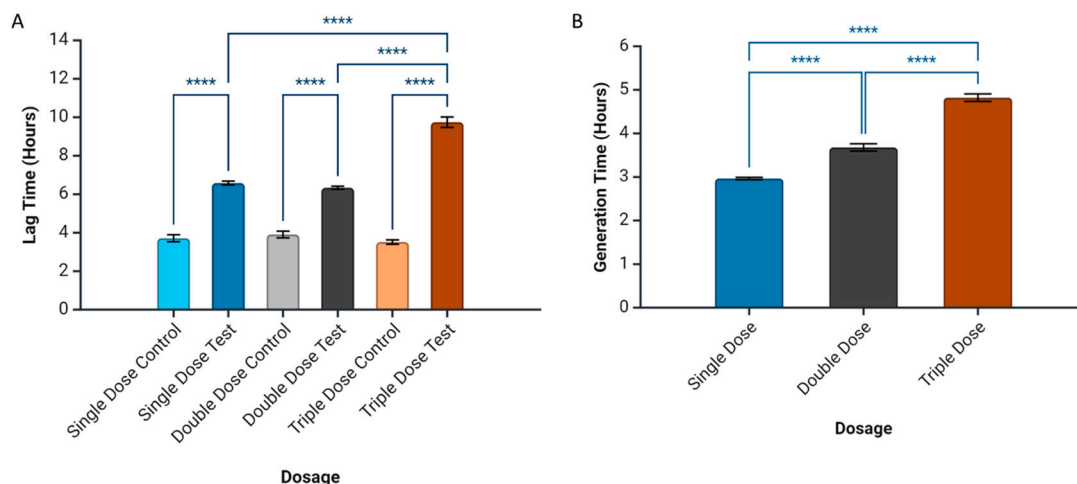 A
Lag Time (Hours)
14
12
10
8
6
4
2
0
****
****
****
****
****
Single Dose Control
Single Dose Test
Double Dose Control
Double Dose Test
Triple Dose Control
Triple Dose Test
Dosage
B
Generation Time (Hours)
6
5
4
3
2
1
0
****
****
****
Single Dose
Double Dose
Triple Dose
Dosage